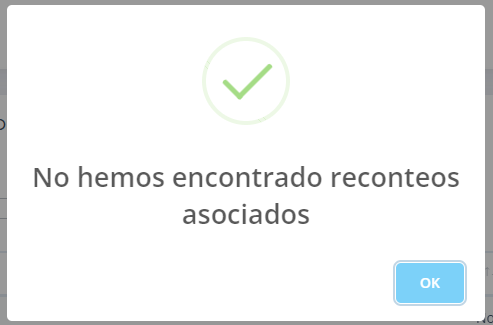 No hemos encontrado reconteos
asociados
OK